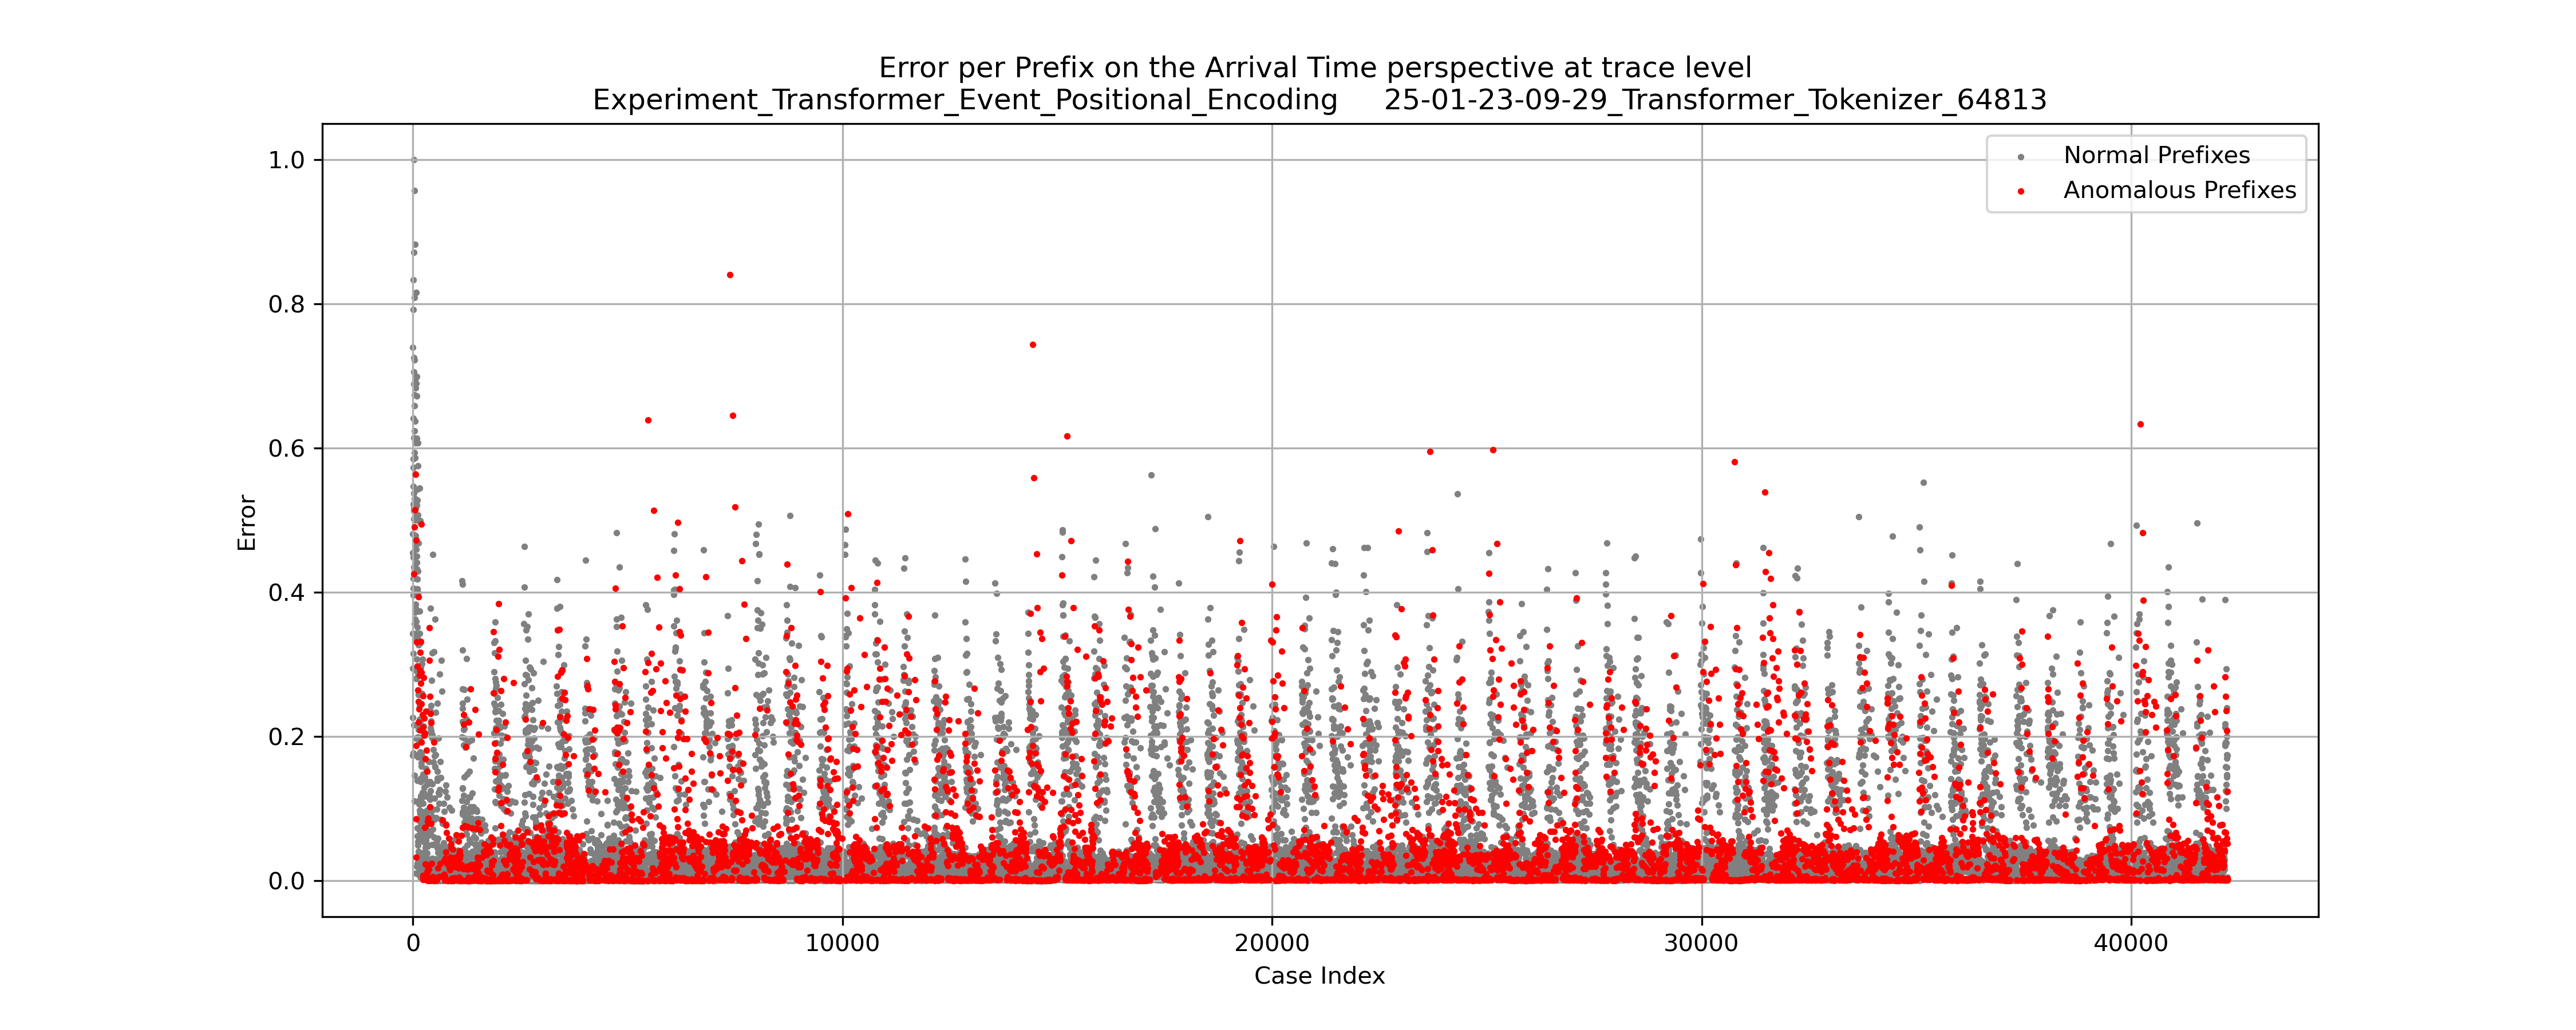 Error per Prefix on the Arrival Time perspective at trace level
Experiment_Transformer_Event_Positional_Encoding 25-01-23-09-29_Transformer_Tokenizer_64813
Normal Prefixes
Anomalous Prefixes
Error
1.0
0.8
0.6
0.4
0.2
0.0
0 10000 20000 30000 40000
Case Index